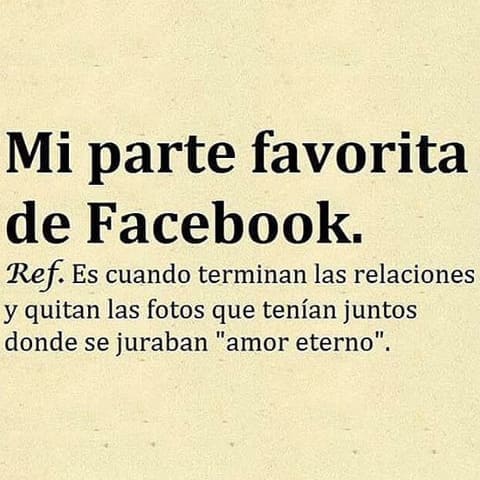 Mi parte favorita
de Facebook.
Ref. Es cuando terminan las relaciones
y quitan las fotos que tenían juntos
donde se juraban "amor eterno".